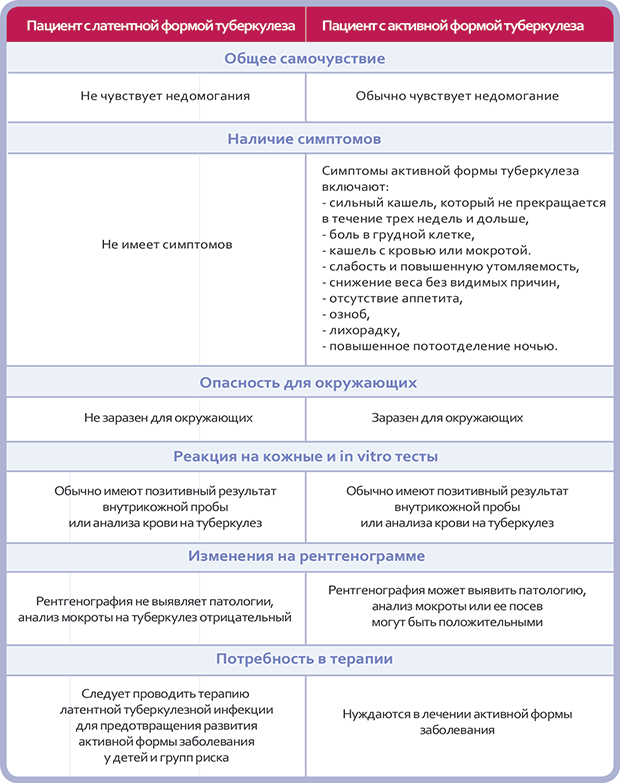 Пациент с латентной формой туберкулеза
Пациент с активной формой туберкулеза
Общее самочувствие
Не чувствует недомогания
Обычно чувствует недомогание
Наличие симптомов
Не имеет симптомов
Симптомы активной формы туберкулеза
включают:
- сильный кашель, который не прекращается
в течение трех недель и дольше,
- боль в грудной клетке,
- кашель с кровью или мокротой.
- слабость и повышенную утомляемость,
- снижение веса без видимых причин,
- отсутствие аппетита,
- озноб,
- лихорадку,
- повышенное потоотделение ночью.
Опасность для окружающих
Не заразен для окружающих
Заразен для окружающих
Реакция на кожные и in vitro тесты
Обычно имеют позитивный результат
внутрикожной пробы
или анализа крови на туберкулез
Обычно имеют позитивный результат
внутрикожной пробы
или анализа крови на туберкулез
Изменения на рентгенограмме
Рентгенография не выявляет патологии,
анализ мокроты на туберкулез отрицательный
Рентгенография может выявить патологию,
анализ мокроты или ее посев
могут быть положительными
Потребность в терапии
Следует проводить терапию
латентной туберкулезной инфекции
для предотвращения развития
активной формы заболевания
у детей и групп риска
Нуждаются в лечении активной формы
заболевания